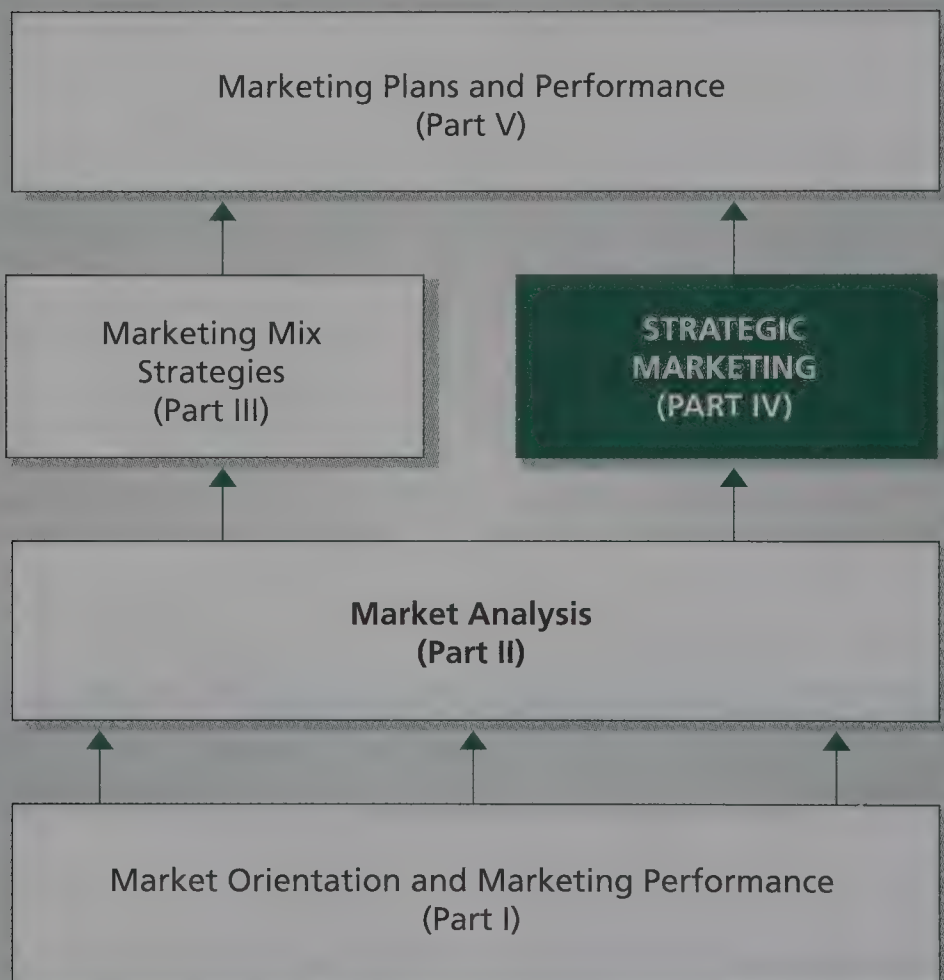 Marketing Plans and Performance
(Part V)
Marketing Mix
Strategies
(Part III)
STRATEGIC
MARKETING
(PART IV)
Market Analysis
(Part II)
Market Orientation and Marketing Performance
(Part I)